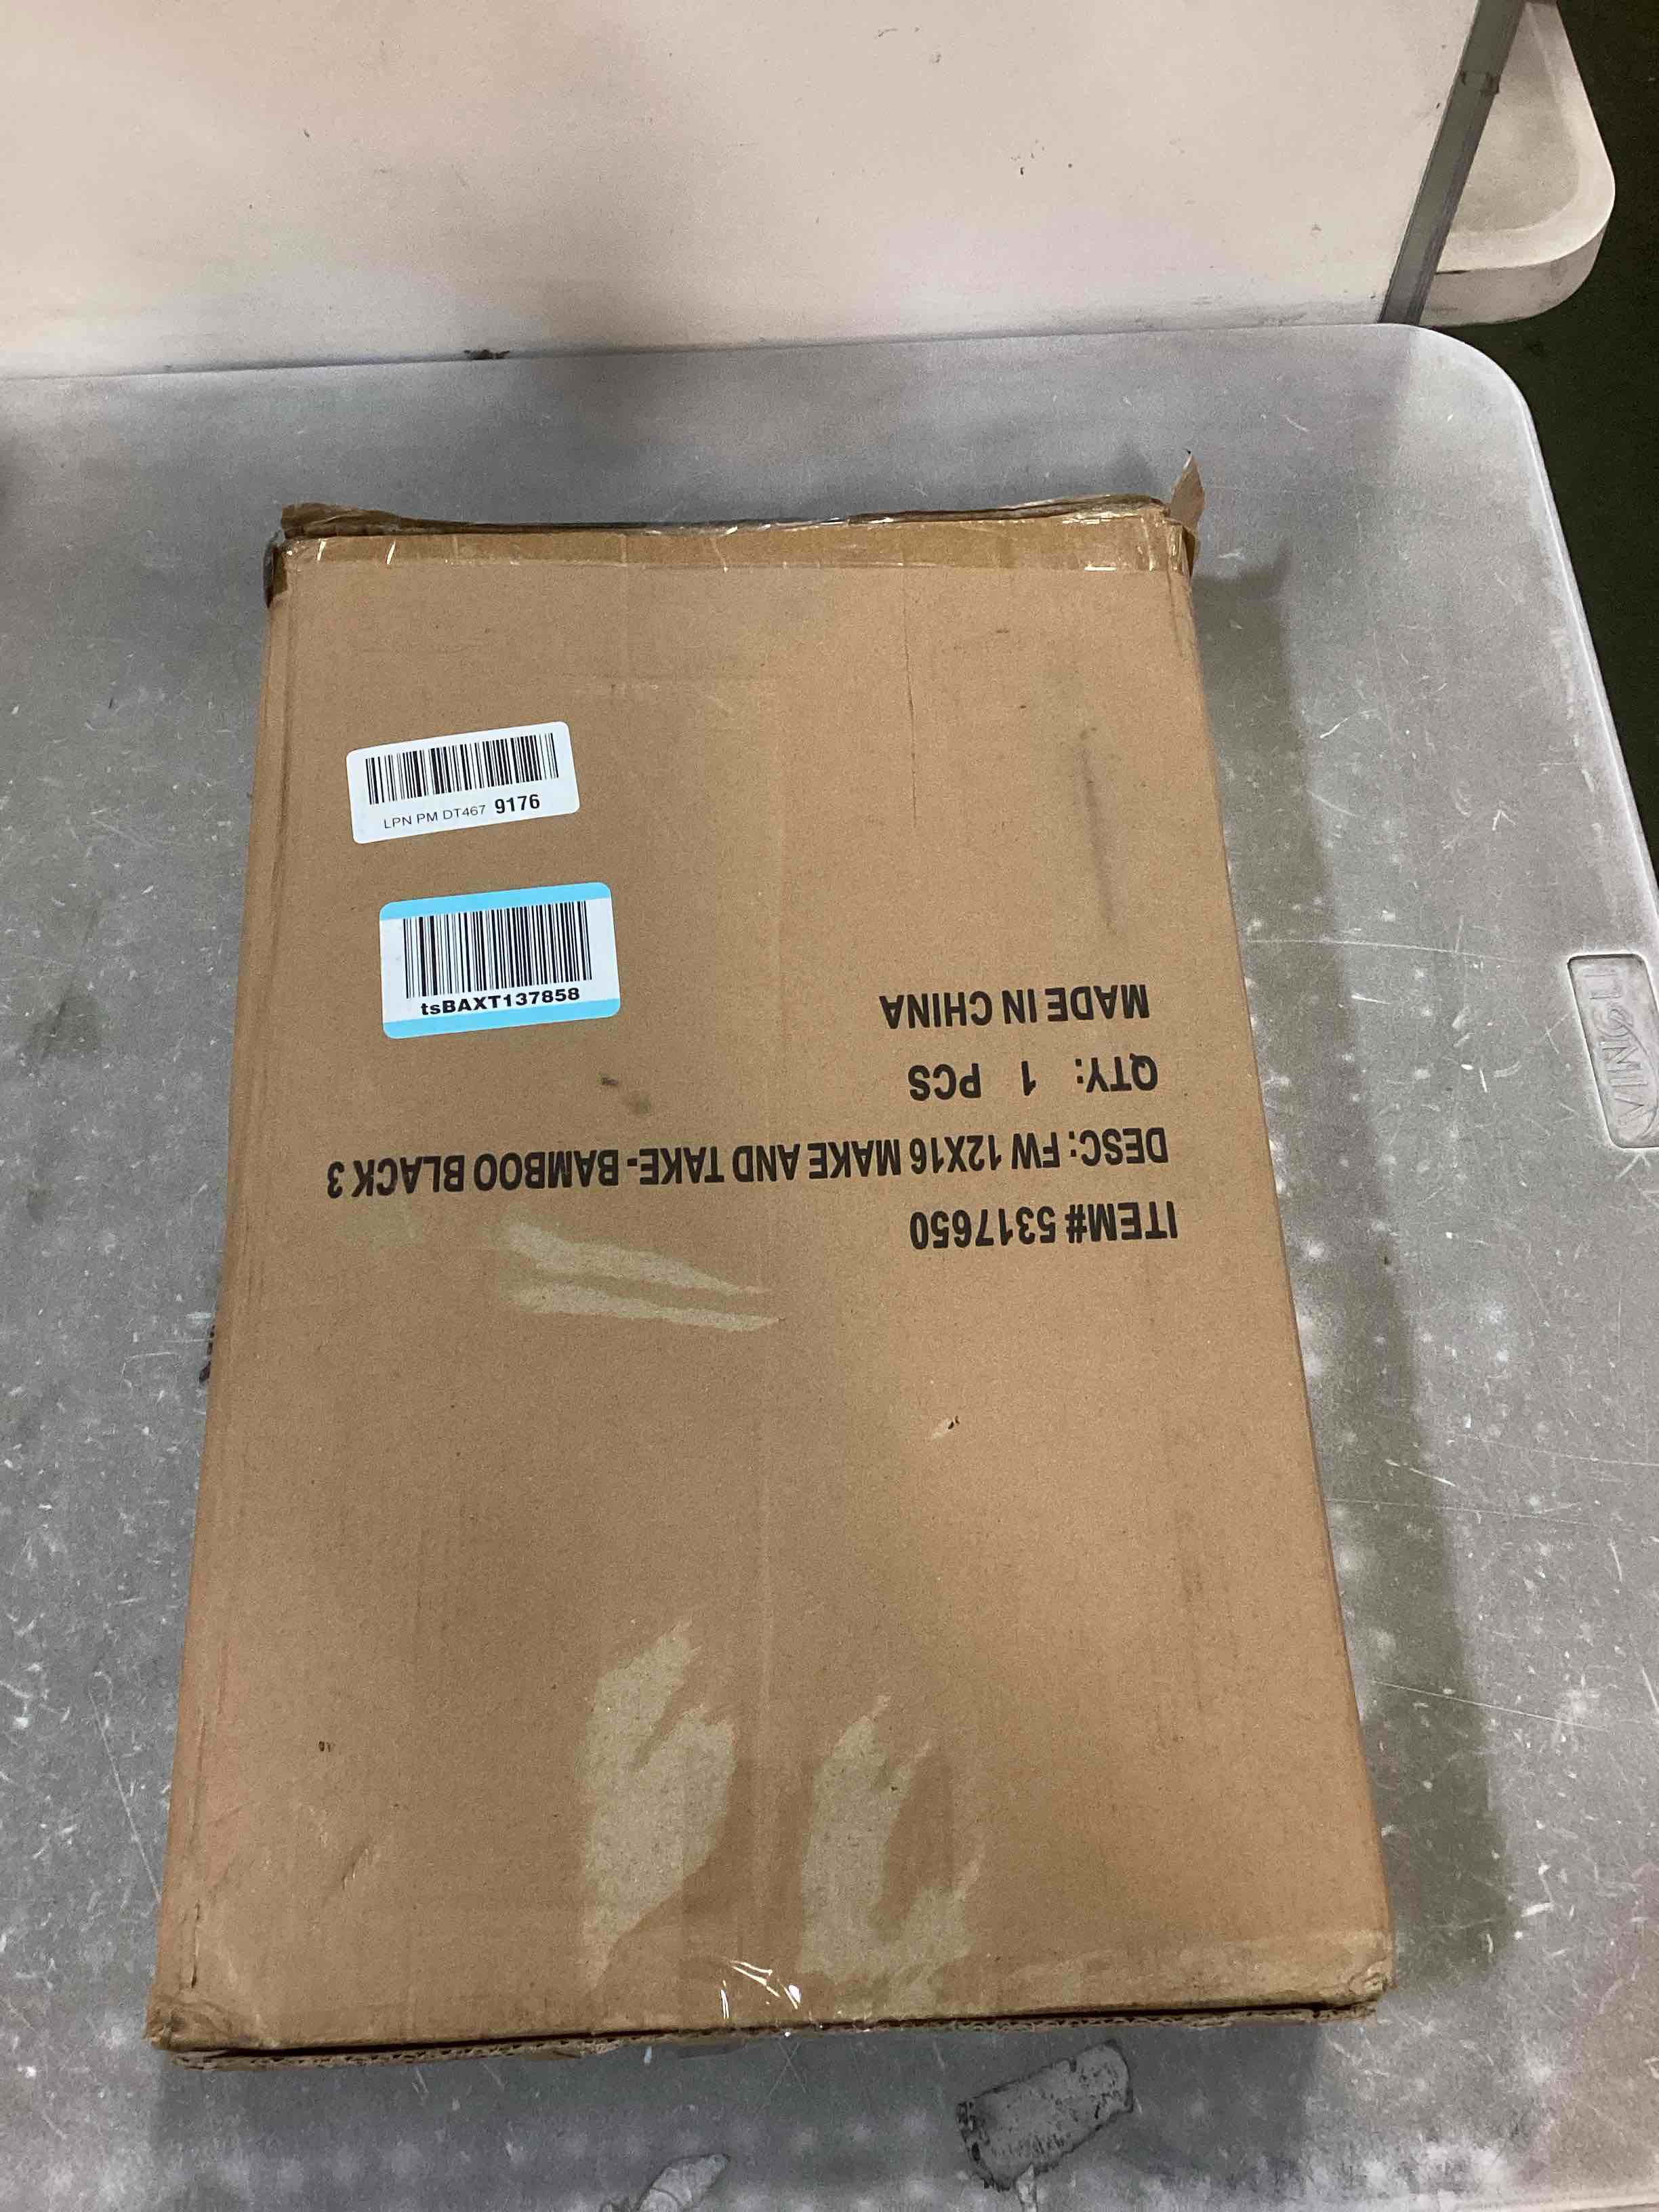 LPN PM DT467 9176
tsBAXT137858
ITEM# 5317650
DESC: FW 12X16 MAKE AND TAKE- BAMBOO BLACK 3
QTY: 1 PCS
MADE IN CHINA